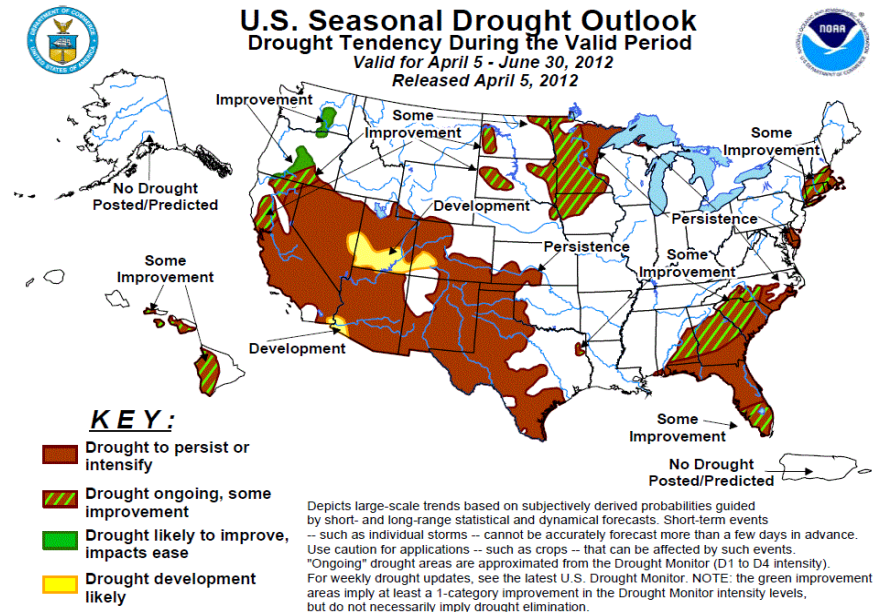 U.S. Seasonal Drought Outlook
Drought Tendency During the Valid Period
Valid for April 5 - June 30, 2012
Released April 5, 2012
DEPARTMENT OF COMMERCE
UNITED STATES OF AMERICA
NOAA
Improvement
Some
Improvement
Some
Improvement
No Drought
Posted/Predicted
Development
Persistence
Persistence
Some
Improvement
Some
Improvement
Development
Some
Improvement
No Drought
Posted/Predicted
KEY:
Drought to persist or
intensify
Drought ongoing, some
improvement
Drought likely to improve,
impacts ease
Drought development
likely
Depicts large-scale trends based on subjectively derived probabilities guided
by short- and long-range statistical and dynamical forecasts. Short-term events
-- such as individual storms -- cannot be accurately forecast more than a few days in advance.
Use caution for applications -- such as crops -- that can be affected by such events.
"Ongoing" drought areas are approximated from the Drought Monitor (D1 to D4 intensity).
For weekly drought updates, see the latest U.S. Drought Monitor. NOTE: the green improvement
areas imply at least a 1-category improvement in the Drought Monitor intensity levels,
but do not necessarily imply drought elimination.